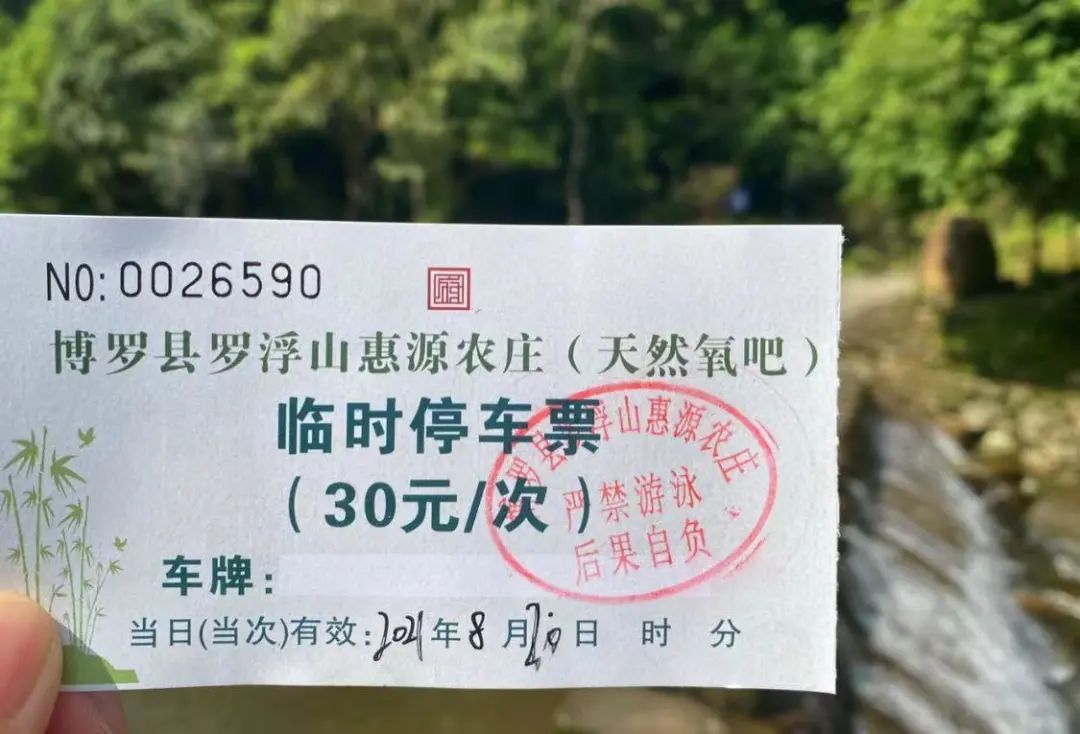 NO:0026590
博罗县罗浮山惠源农庄（天然氧吧）
临时停车票
（30元/次）
罗县 浮山惠源农庄
严禁游泳
后果自负
车牌：
当日(当次)有效：2021年8月20日 时 分